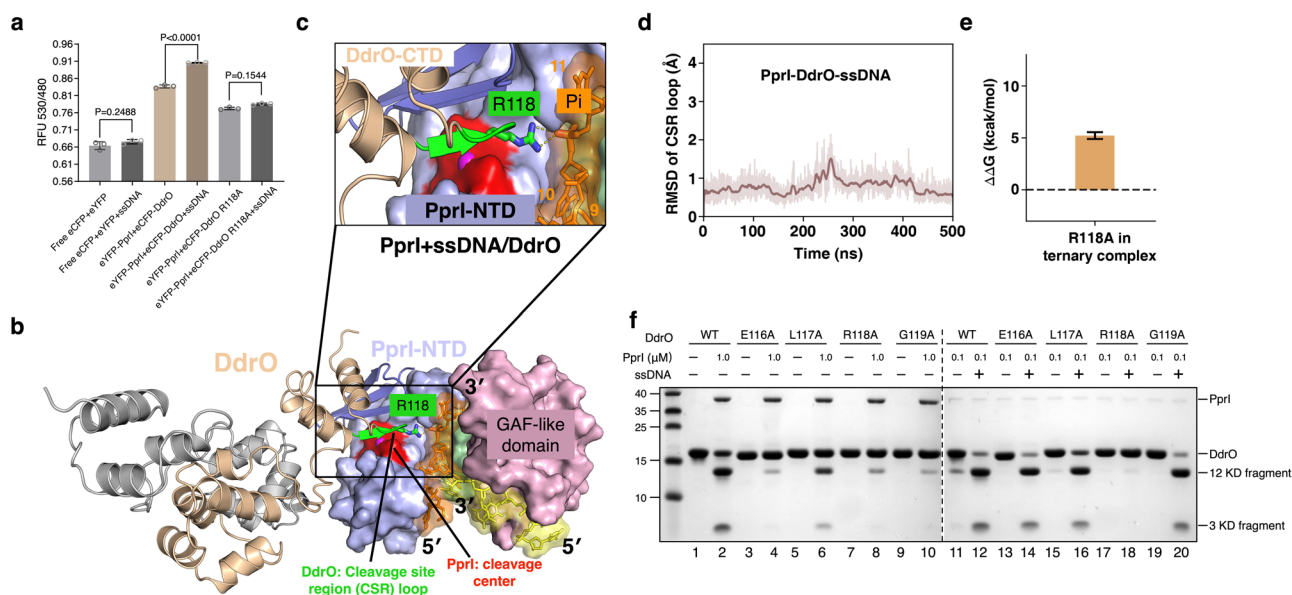 a
0.96
0.91
0.86
0.81
0.76
0.71
0.66
0.61
0.56
RFU 530/480
P=0.2488
P<0.0001
P=0.1544
Free eCFP+eYFP
Free eCFP+eYFP+ssDNA
eYFP-PprI+eCFP-DdrO
eYFP-PprI+eCFP-DdrO+ssDNA
eYFP-PprI+eCFP-DdrO R118A
eYFP-PprI+eCFP-DdrO R118A+ssDNA
c
DdrO-CTD
11
R118
Pi
10
9
PprI-NTD
PprI+ssDNA/DdrO
d
RMSD of CSR loop (Å)
4
3
2
1
0
PprI-DdrO-ssDNA
0 100 200 300 400 500
Time (ns)
e
ΔΔG (kcak/mol)
10
5
0
R118A in
ternary complex
b
DdrO
PprI-NTD
3′
R118
GAF-like
domain
3′
5′
5′
DdrO: Cleavage site
region (CSR) loop
PprI: cleavage
center
f
DdrO WT E116A L117A R118A G119A WT E116A L117A R118A G119A
PprI (μM) – 1.0 – 1.0 – 1.0 – 1.0 – 1.0 0.1 0.1 0.1 0.1 0.1 0.1 0.1 0.1 0.1 0.1
ssDNA – + – + – + – + – +
40
35
25
15
10
PprI
DdrO
12 KD fragment
3 KD fragment
1 2 3 4 5 6 7 8 9 10 11 12 13 14 15 16 17 18 19 20